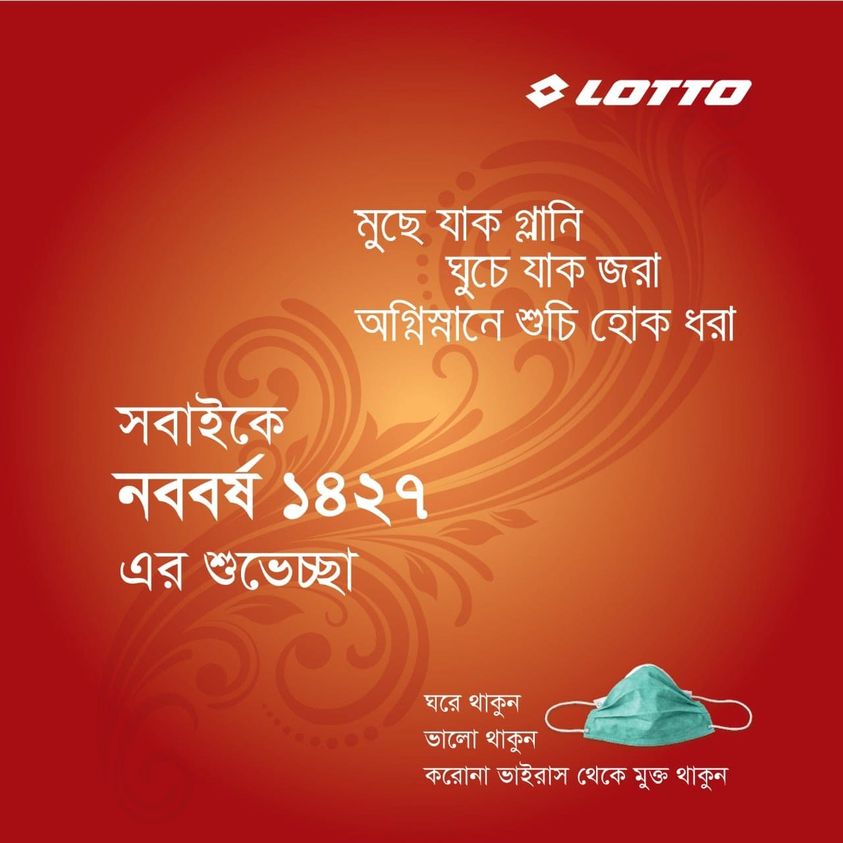 LOTTO
মুছে যাক গ্লানি
ঘুচে যাক জরা
অগ্নিস্নানে শুচি হোক ধরা
সবাইকে
নববর্ষ ১৪২৭
এর শুভেচ্ছা
ঘরে থাকুন
ভালো থাকুন
করোনা ভাইরাস থেকে মুক্ত থাকুন